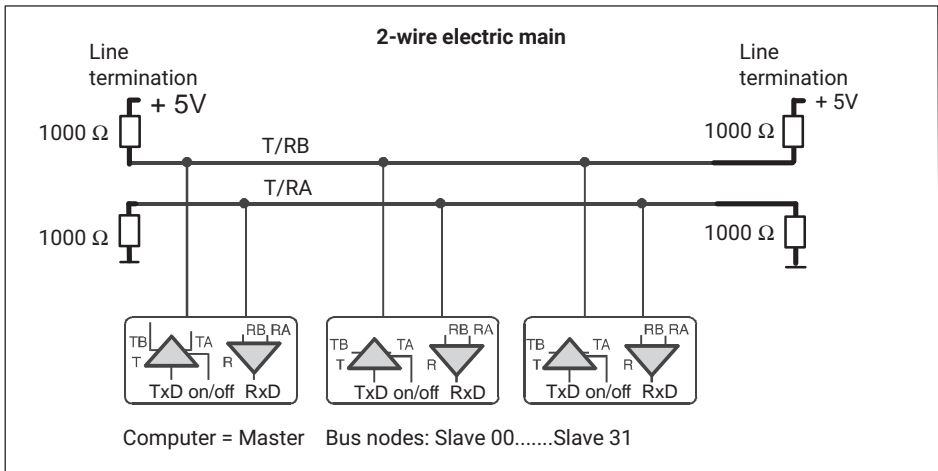 2-wire electric main
Line
termination
+ 5V
1000 Ω
Line
termination
+ 5V
1000 Ω
T/RB
T/RA
1000 Ω
1000 Ω
TB
TA
T
RB RA
R
TxD on/off RxD
TB
TA
T
RB RA
R
TxD on/off RxD
TB
TA
T
RB RA
R
TxD on/off RxD
Computer = Master Bus nodes: Slave 00.......Slave 31